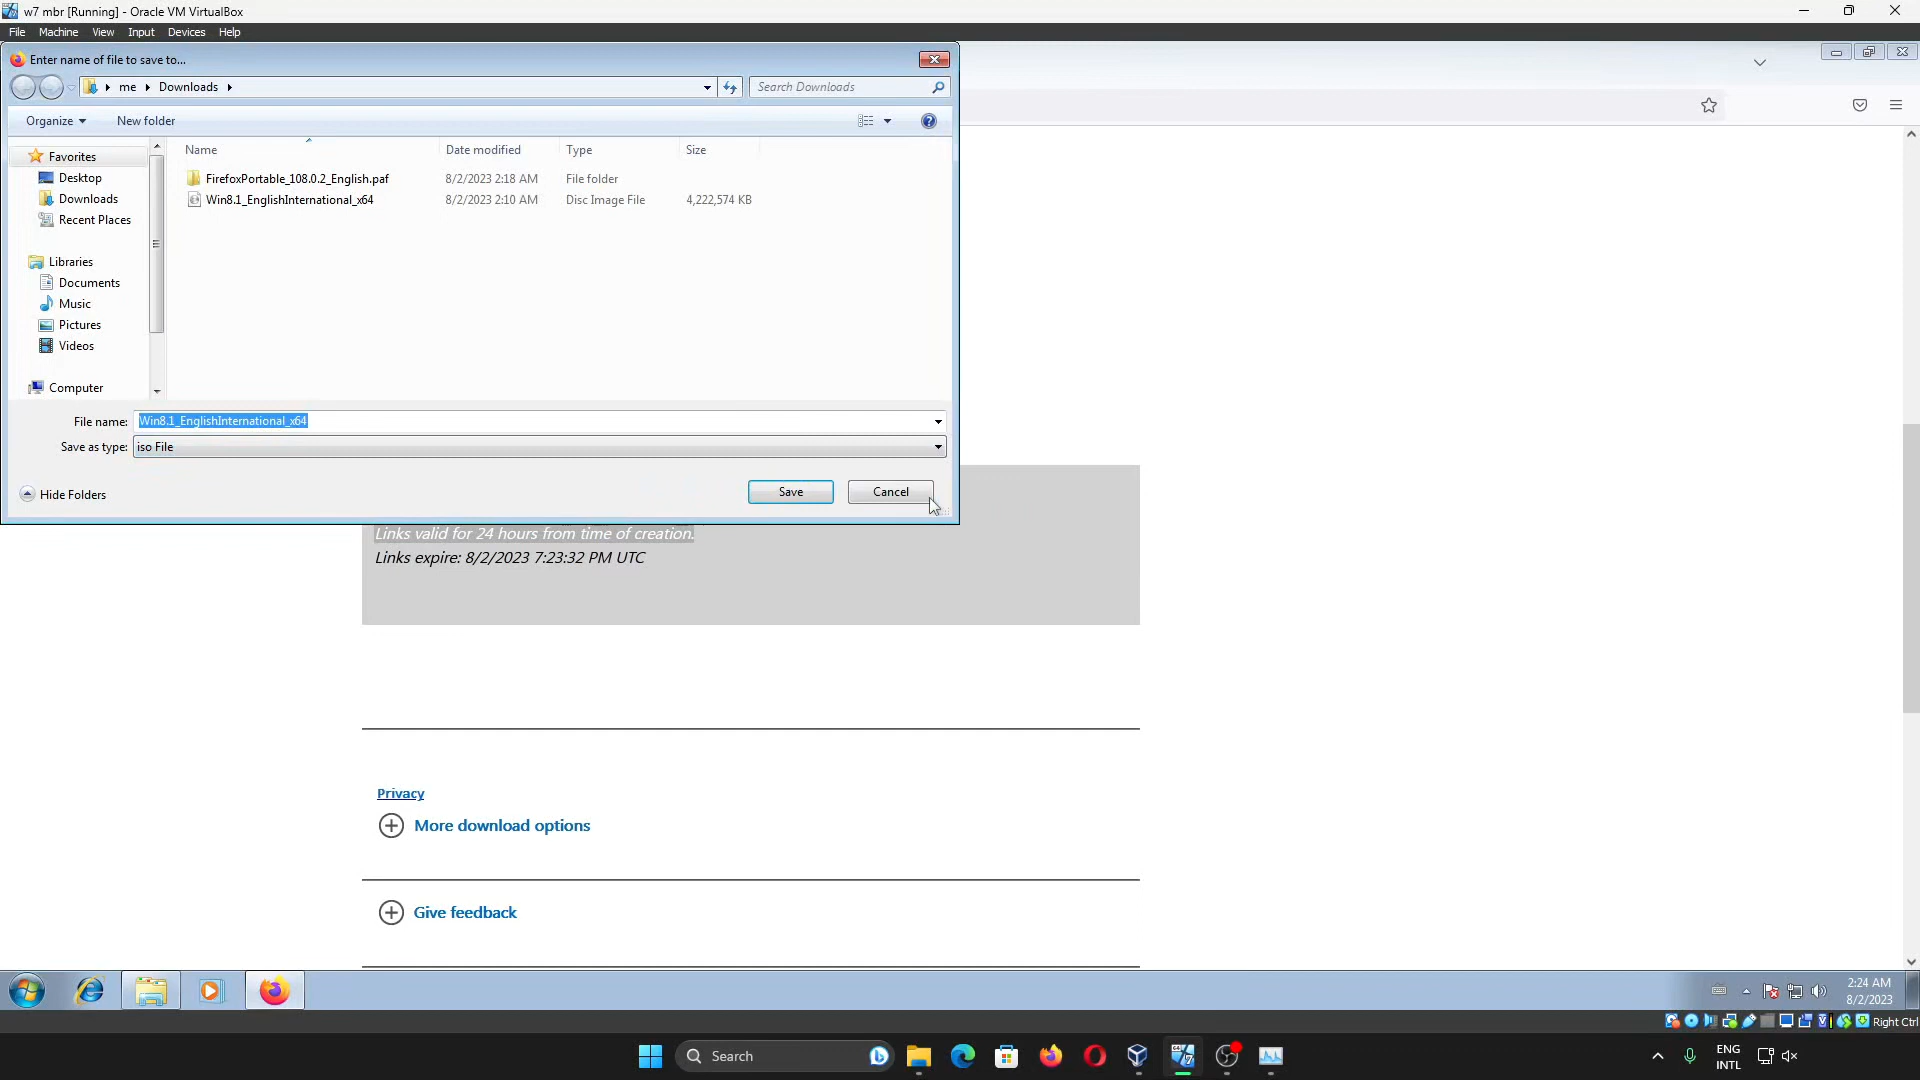 w7 mbr [Running] - Oracle VM VirtualBox
File Machine View Input Devices Help
Enter name of file to save to...
me Downloads
Search Downloads
Organize New folder
Name Date modified Type Size
Favorites
Desktop
Downloads
Recent Places
Libraries
Documents
Music
Pictures
Videos
Computer
FirefoxPortable_108.0.2_English.paf 8/2/2023 2:18 AM File folder
Win8.1_EnglishInternational_x64 8/2/2023 2:10 AM Disc Image File 4,222,574 KB
File name: Win8.1_EnglishInternational_x64
Save as type: iso File
Hide Folders
Save Cancel
Links valid for 24 hours from time of creation.
Links expire: 8/2/2023 7:23:32 PM UTC
Privacy
More download options
Give feedback
2:24 AM
8/2/2023
Right Ctrl
Search
ENG
INTL